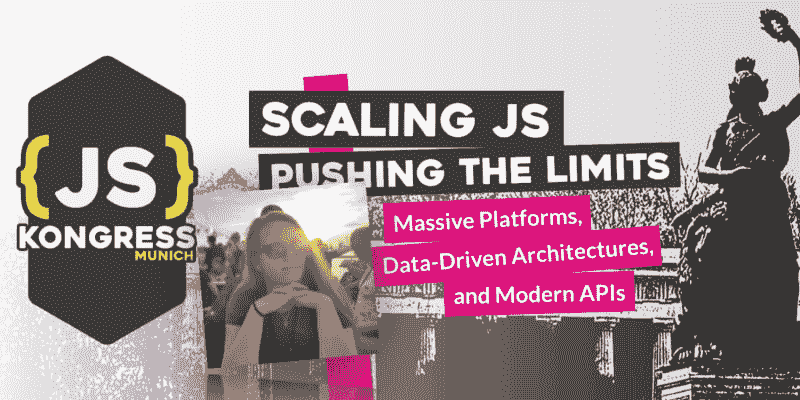 {JS}
KONGRESS
MUNICH
SCALING JS
PUSHING THE LIMITS
Massive Platforms,
Data-Driven Architectures,
and Modern APIs